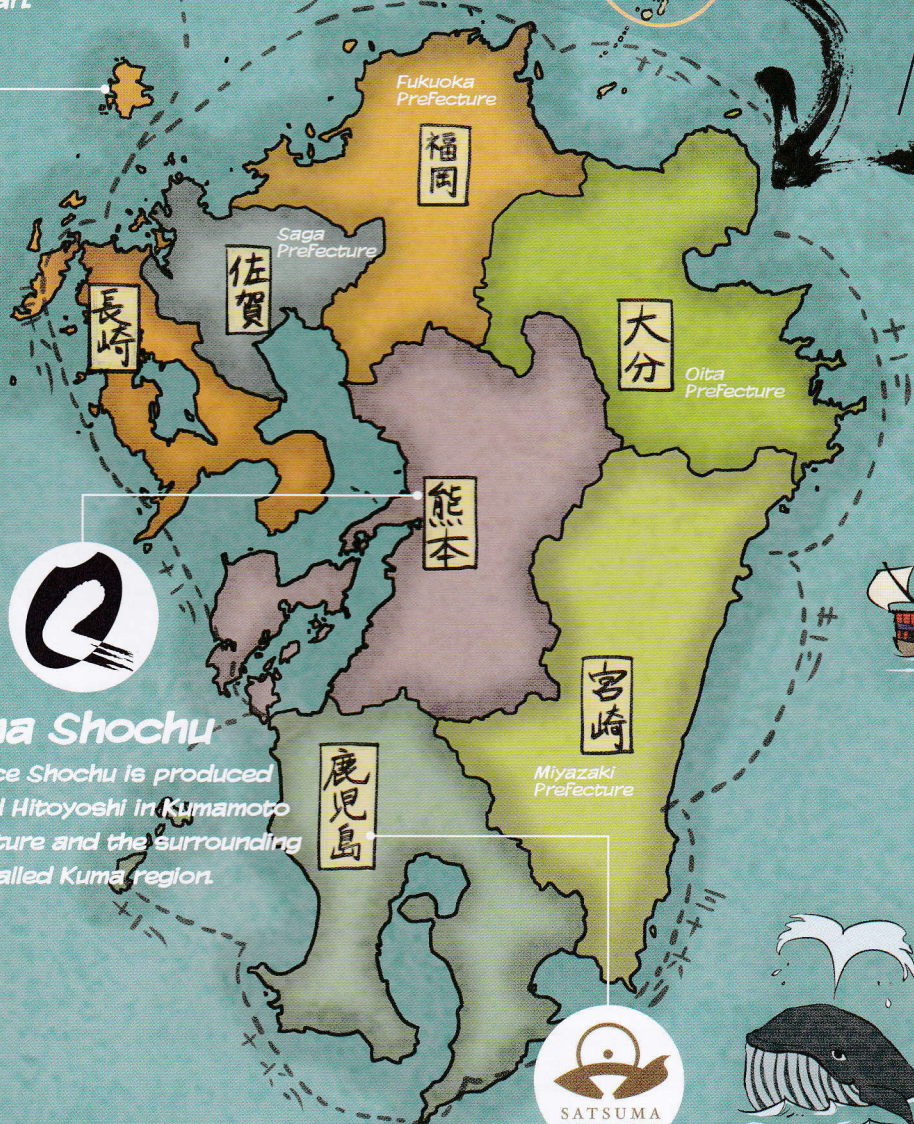 Fukuoka
Prefecture
福岡
Saga
Prefecture
佐賀
長崎
大分
Oita
Prefecture
熊本
宮崎
Miyazaki
Prefecture
Shochu
ce Shochu is produced
Hitoyoshi in Kumamoto
ture and the surrounding
alled Kuma region.
鹿児島
SATSUMA